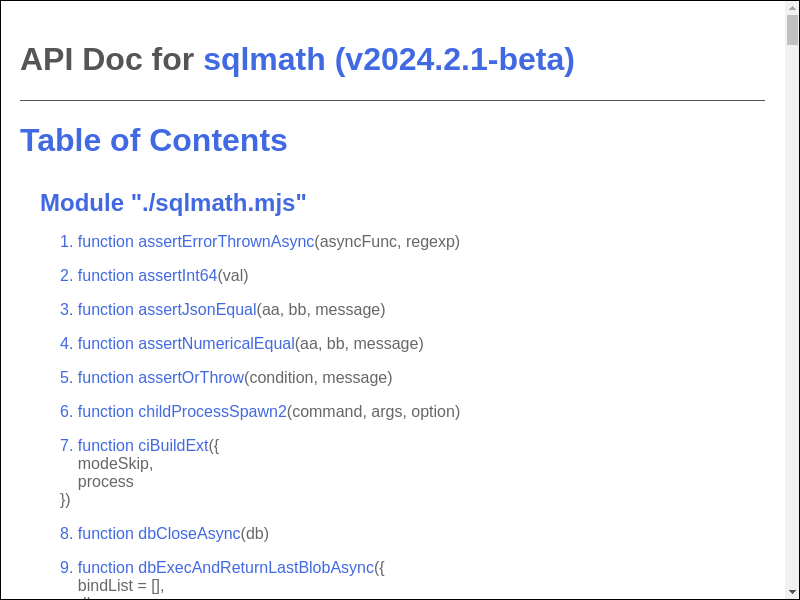 API Doc for sqlmath (v2024.2.1-beta)
Table of Contents
Module "./sqlmath.mjs"
1. function assertErrorThrownAsync(asyncFunc, regexp)
2. function assertInt64(val)
3. function assertJsonEqual(aa, bb, message)
4. function assertNumericalEqual(aa, bb, message)
5. function assertOrThrow(condition, message)
6. function childProcessSpawn2(command, args, option)
7. function ciBuildExt({
modeSkip,
process
})
8. function dbCloseAsync(db)
9. function dbExecAndReturnLastBlobAsync({
bindList = [],